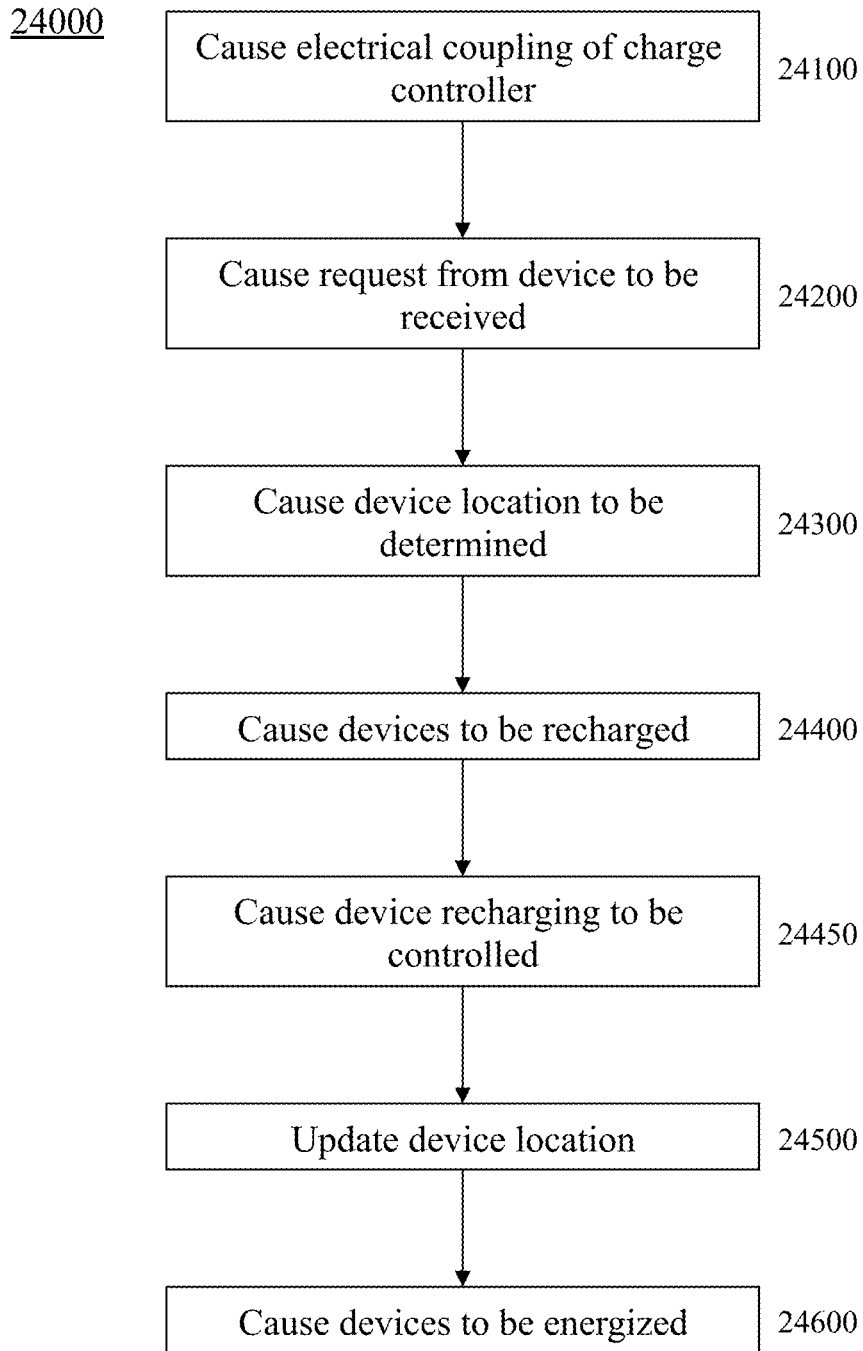 24000
Cause electrical coupling of charge
controller
24100
Cause request from device to be
received
24200
Cause device location to be
determined
24300
Cause devices to be recharged
24400
Cause device recharging to be
controlled
24450
Update device location
24500
Cause devices to be energized
24600